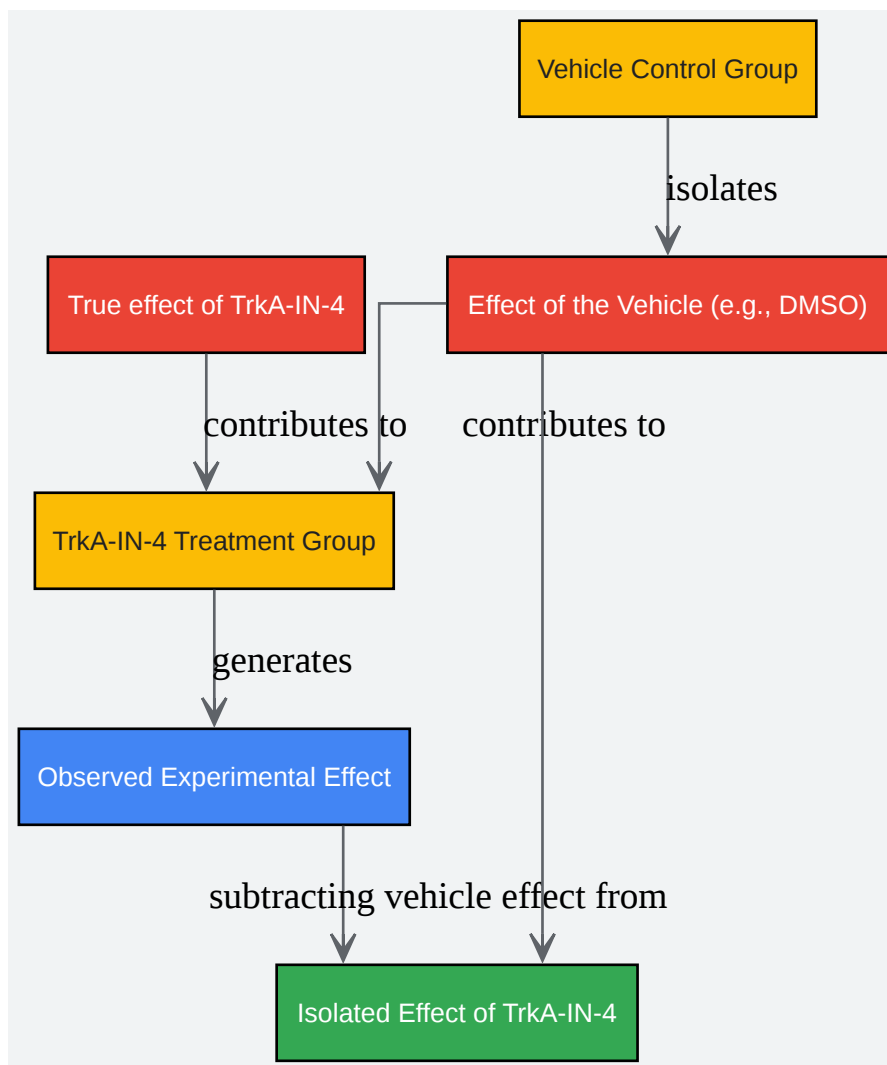 Vehicle Control Group
isolates
True effect of TrkA-IN-4
Effect of the Vehicle (e.g., DMSO)
contributes to
contributes to
TrkA-IN-4 Treatment Group
generates
Observed Experimental Effect
subtracting vehicle effect from
Isolated Effect of TrkA-IN-4